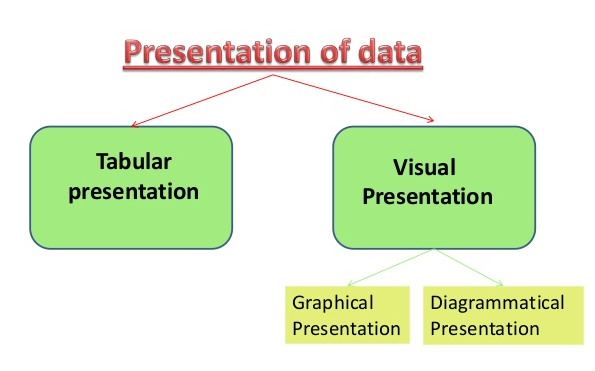 Presentation of data
Tabular
presentation
Visual
Presentation
Graphical
Presentation
Diagrammatical
Presentation